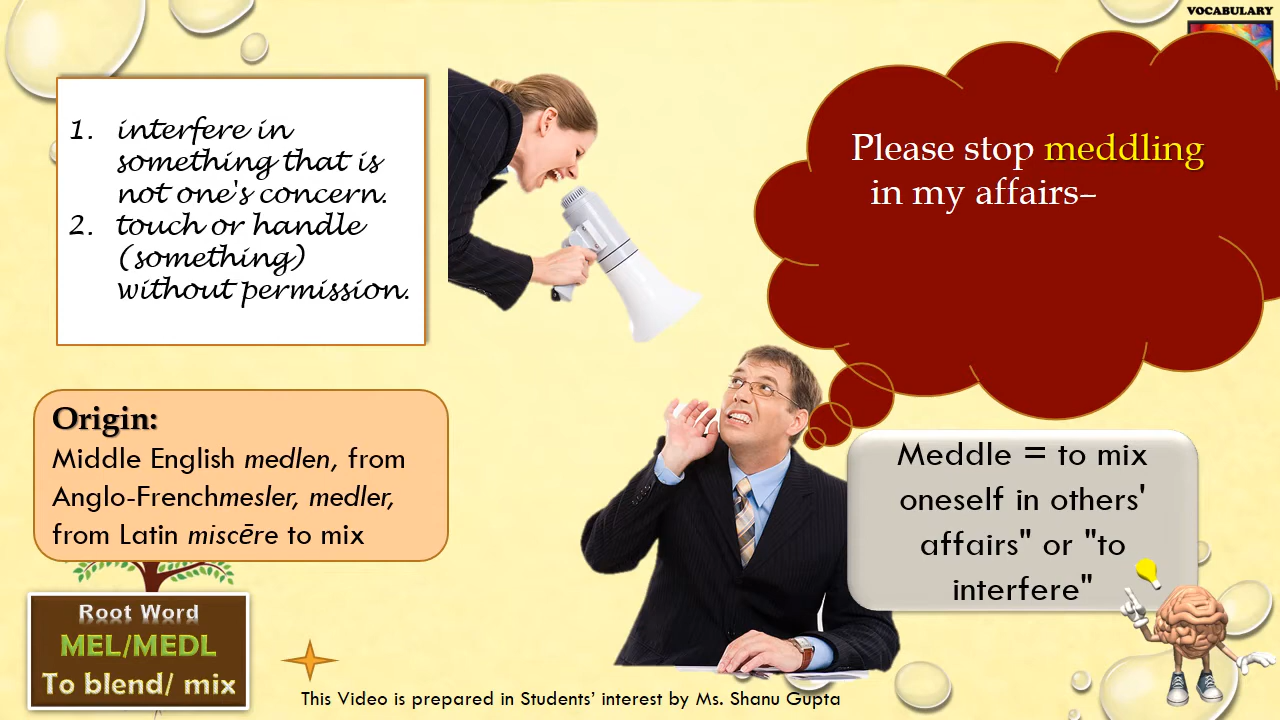 VOCABULARY
1. interfere in
something that is
not one's concern.
2. touch or handle
(something)
without permission.
Please stop meddling
in my affairs–
Origin:
Middle English medlen, from
Anglo-Frenchmesler, medler,
from Latin miscēre to mix
Meddle = to mix
oneself in others'
affairs" or "to
interfere"
Root Word
MEL/MEDL
To blend/ mix
This Video is prepared in Students’ interest by Ms. Shanu Gupta